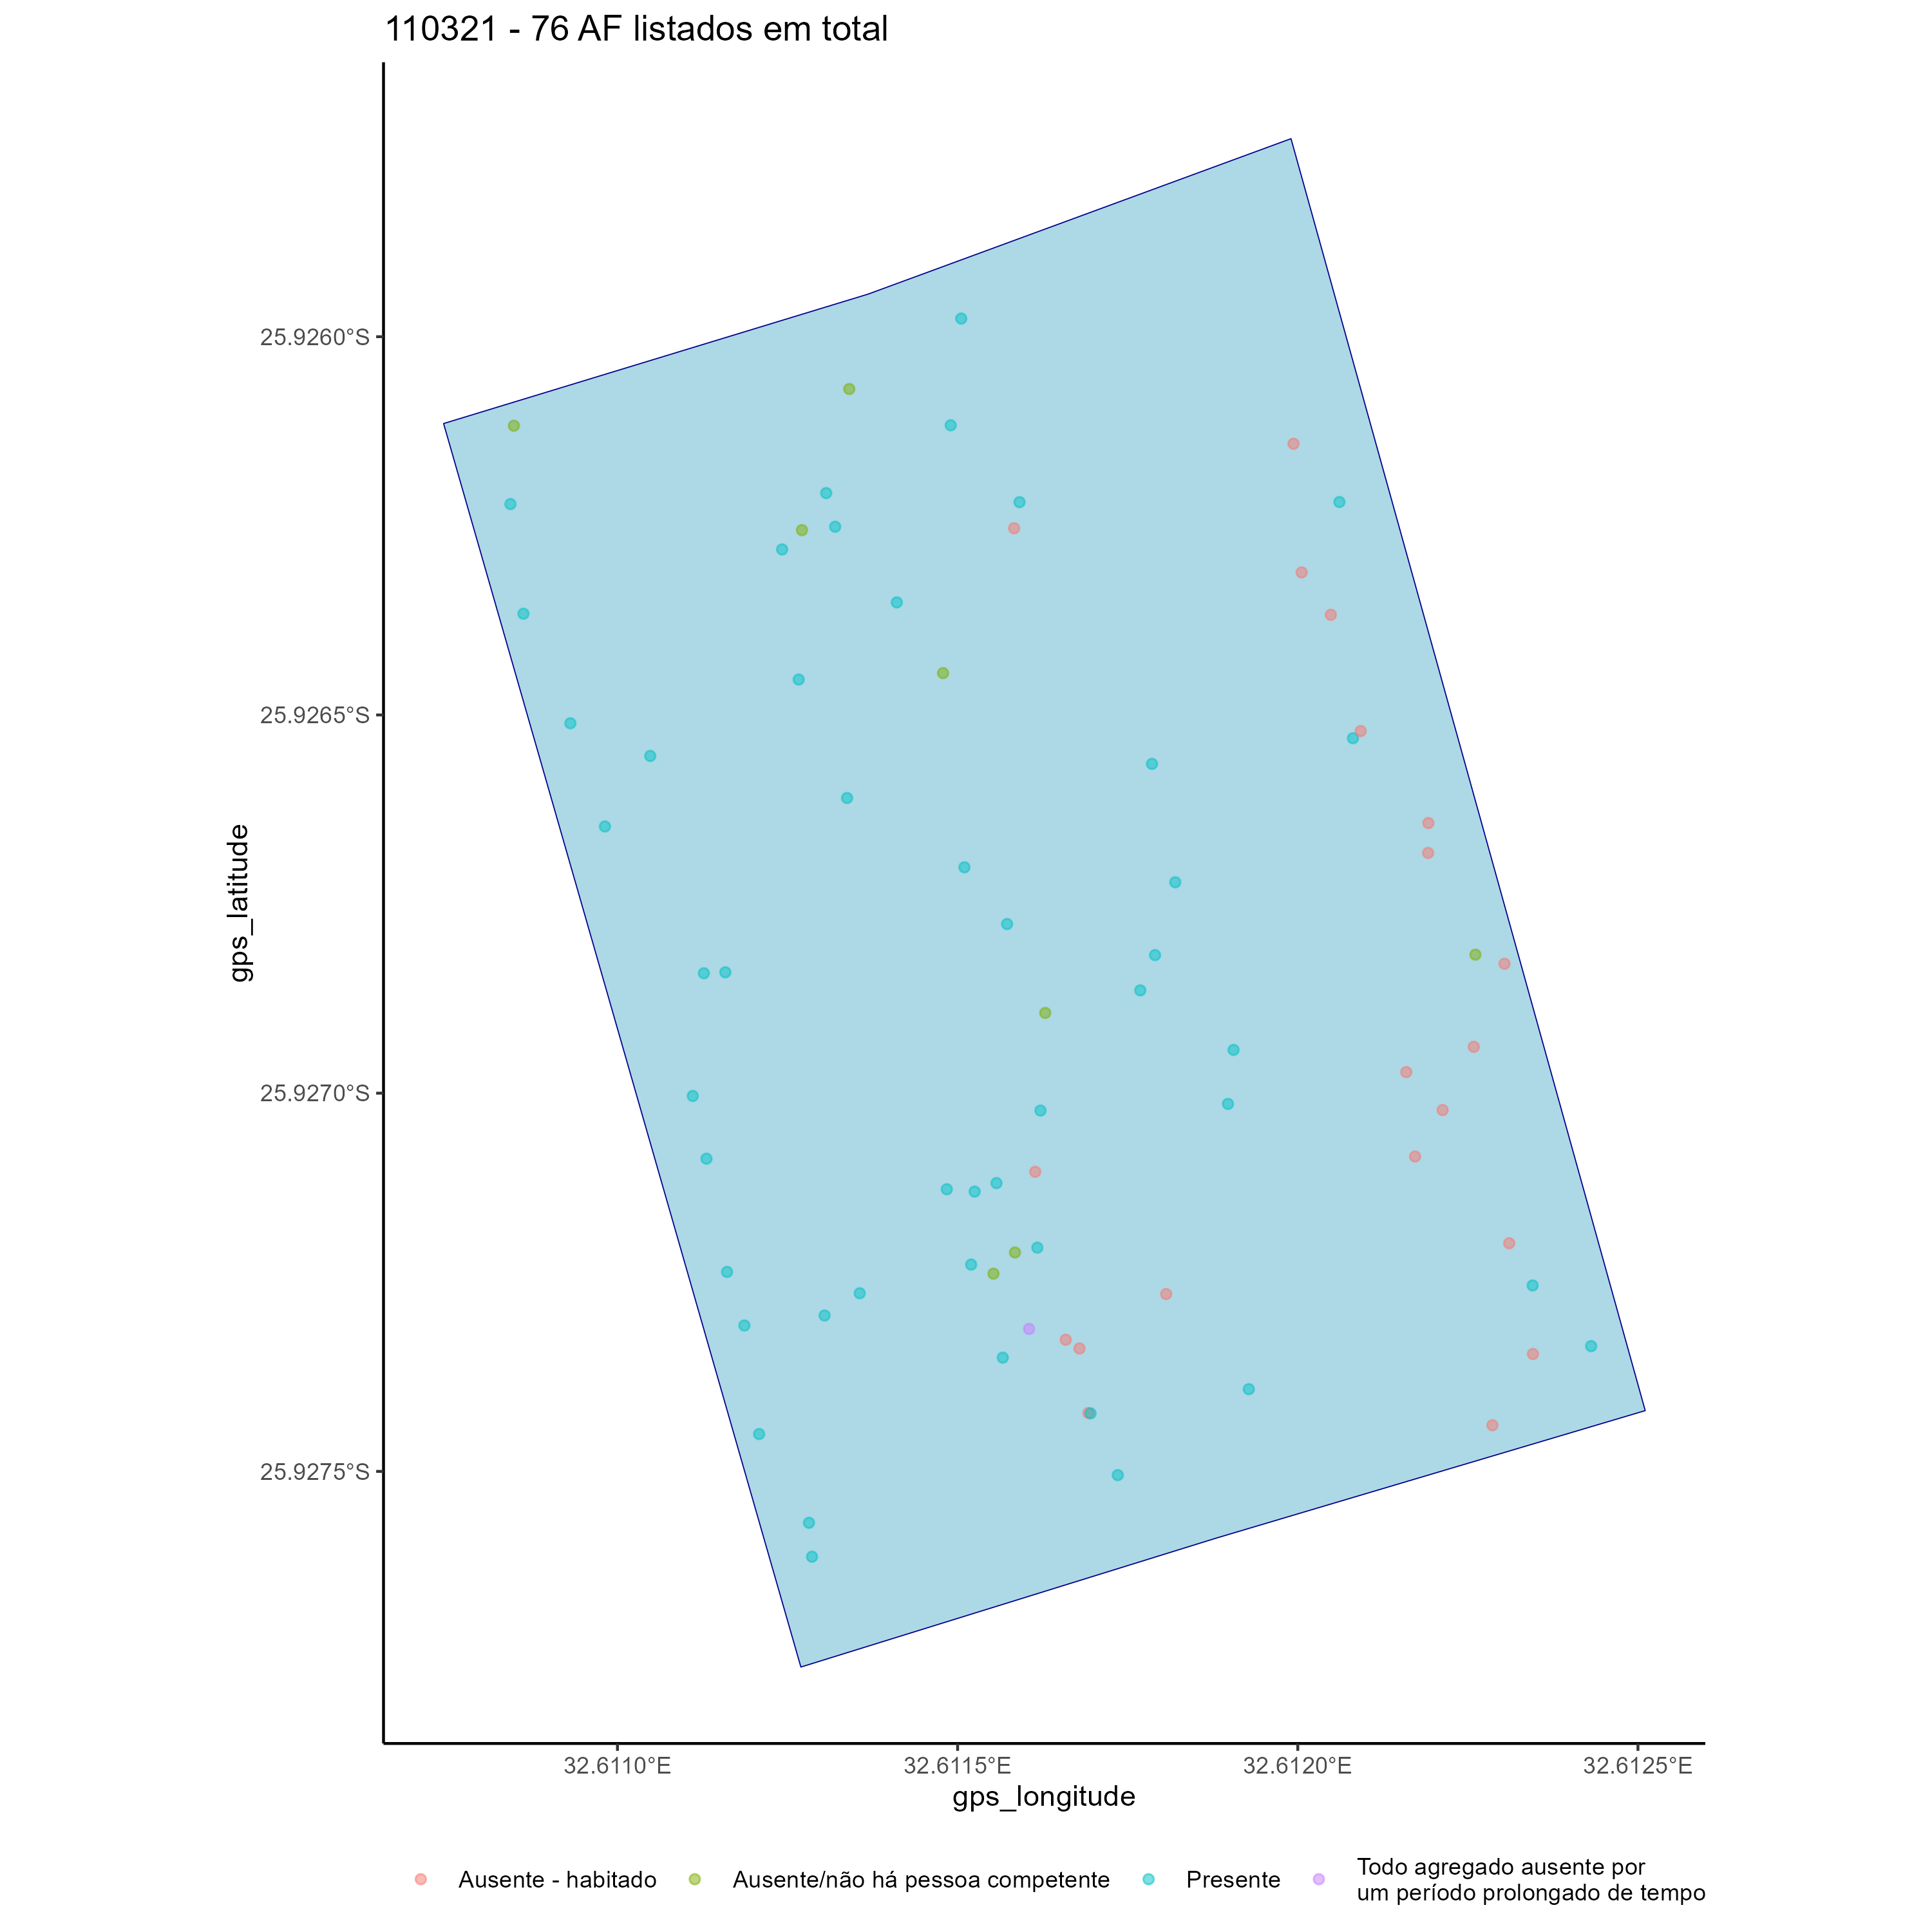 110321 - 76 AF listados em total
25.9260°S
25.9265°S
25.9270°S
25.9275°S
gps_latitude
32.6110°E
32.6115°E
32.6120°E
32.6125°E
gps_longitude
Ausente - habitado
Ausente/não há pessoa competente
Presente
Todo agregado ausente por
um período prolongado de tempo